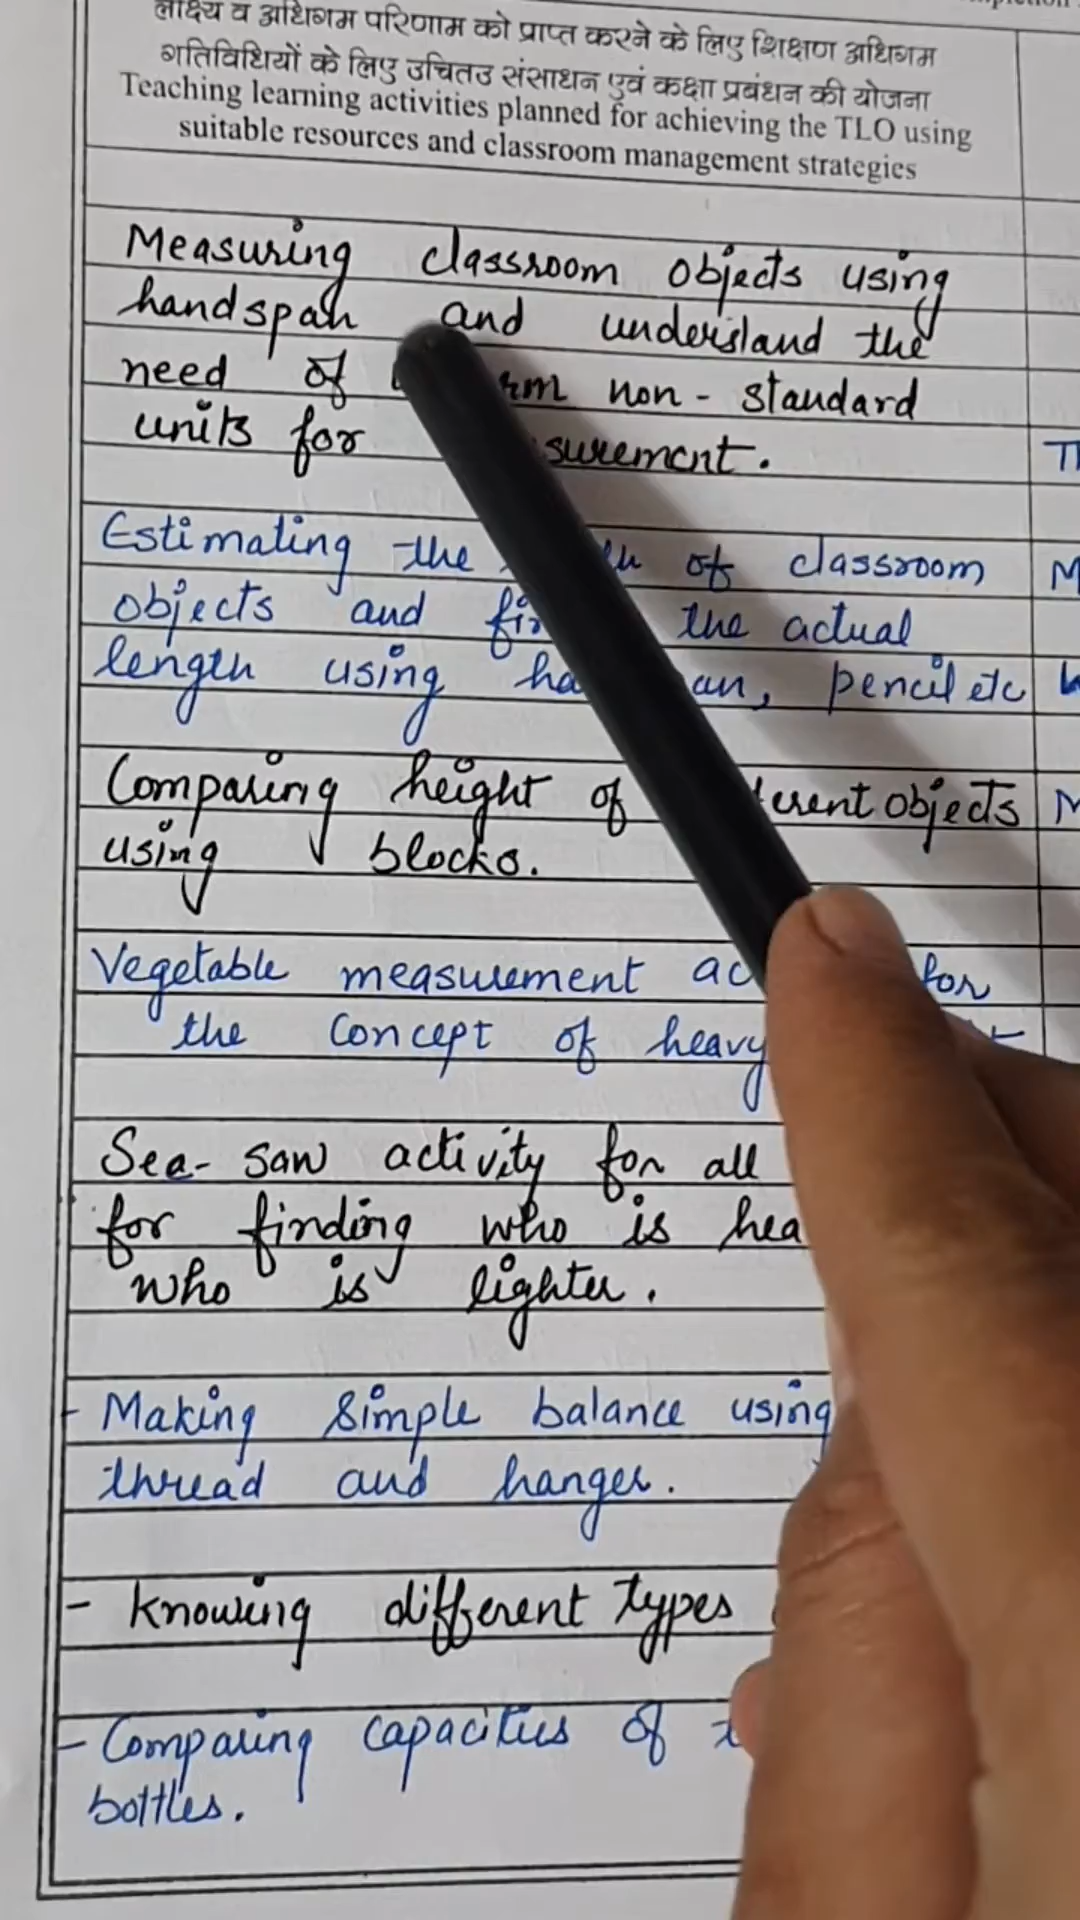 लक्ष्य व अधिगम परिणाम को प्राप्त करने के लिए शिक्षण अधिगम
गतिविधियों के लिए उचितउ संसाधन एवं कक्षा प्रबंधन की योजना
Teaching learning activities planned for achieving the TLO using
suitable resources and classroom management strategies
Measuring classroom objects using
handspan and understand the
need of non-standard
units for
Estimating the of classroom
objects and the actual
length using pencil etc
Comparing height of objects
using blocks.
Vegetable measurement for
the concept of heavy
Sea-saw activity for all
for finding who is
who is lighter.
- Making simple balance using
thread and hanger.
- Knowing different types
- Comparing capacities of
bottles.